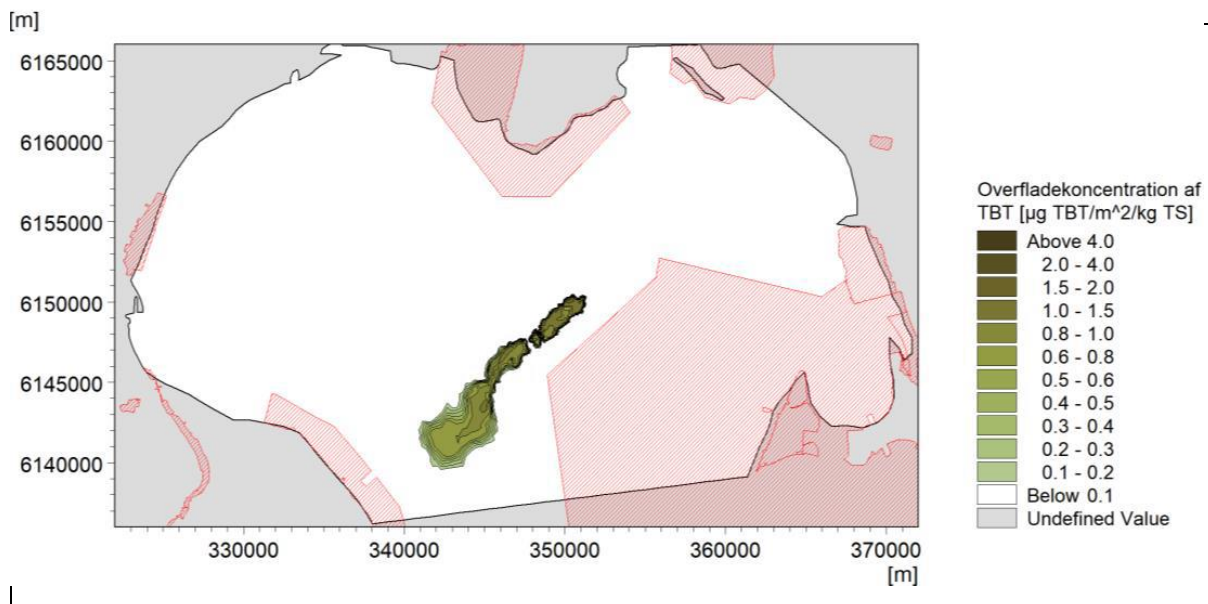 [m]
6165000
6160000
6155000
6150000
6145000
6140000
330000 340000 350000 360000 370000
[m]
Overfladekoncentration af
TBT [µg TBT/m^2/kg TS]
Above 4.0
2.0 - 4.0
1.5 - 2.0
1.0 - 1.5
0.8 - 1.0
0.6 - 0.8
0.5 - 0.6
0.4 - 0.5
0.3 - 0.4
0.2 - 0.3
0.1 - 0.2
Below 0.1
Undefined Value